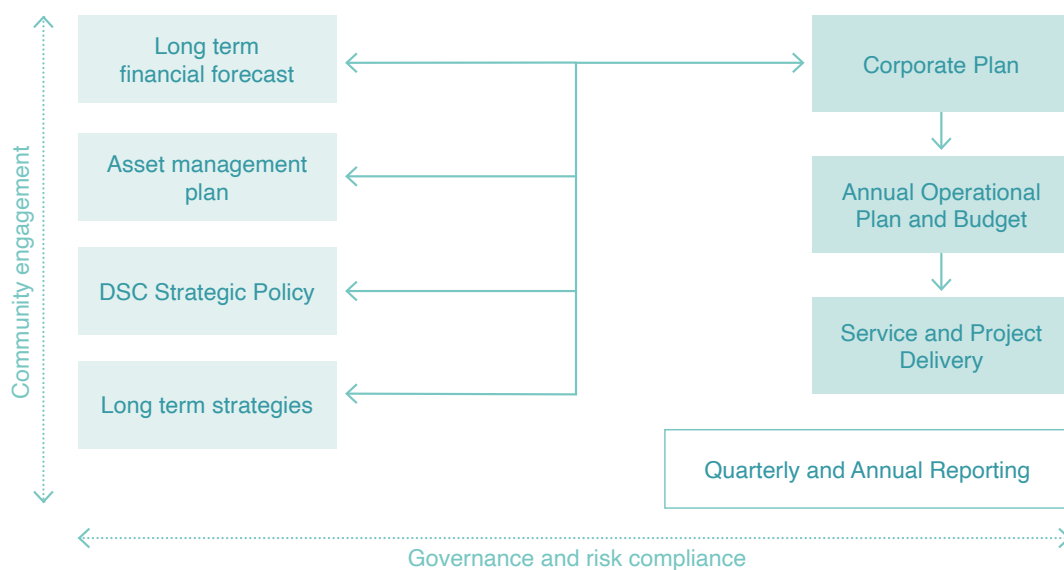 Long term
financial forecast
Asset management
plan
DSC Strategic Policy
Long term strategies
Corporate Plan
Annual Operational
Plan and Budget
Service and Project
Delivery
Quarterly and Annual Reporting
Community engagement
Governance and risk compliance